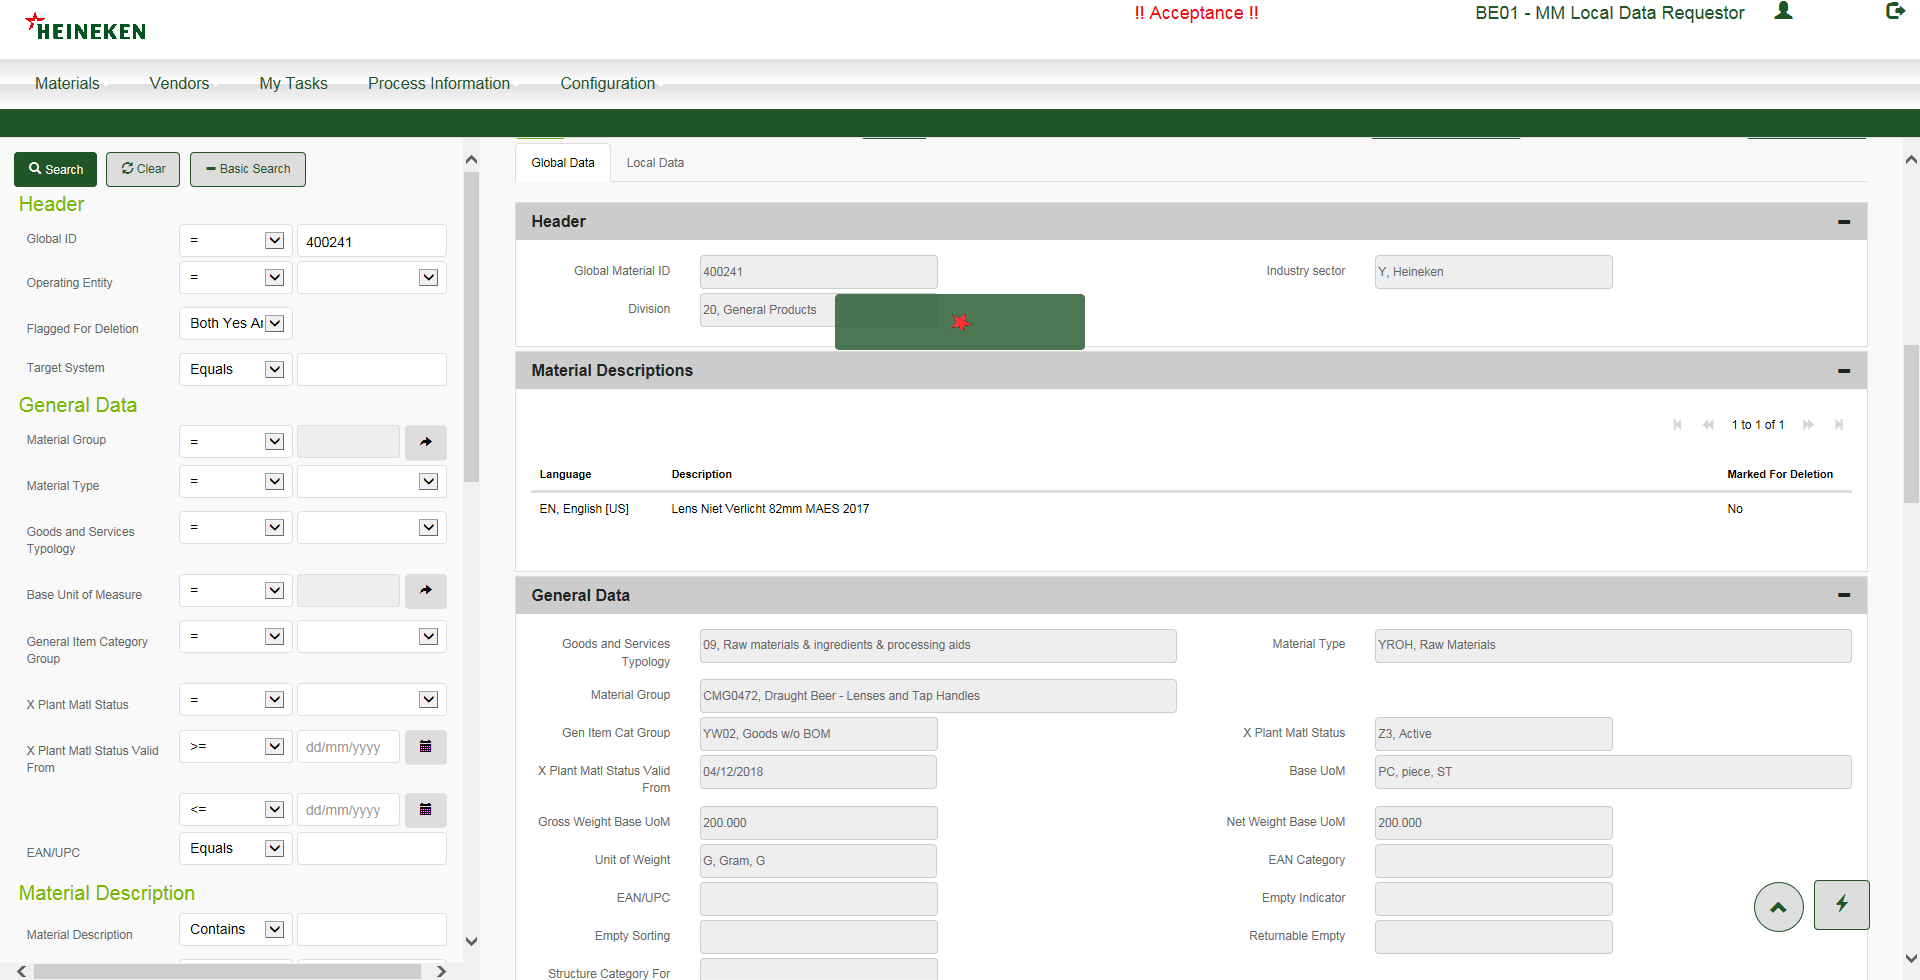 HEINEKEN
!! Acceptance !!
BE01 - MM Local Data Requestor
Materials
Vendors
My Tasks
Process Information
Configuration
Search
Clear
Basic Search
Header
Global ID
=
400241
Operating Entity
=
Flagged For Deletion
Both Yes Ar
Target System
Equals
General Data
Material Group
=
Material Type
=
Goods and Services
Typology
=
Base Unit of Measure
=
General Item Category
Group
=
X Plant Matl Status
=
X Plant Matl Status Valid
From
>=
dd/mm/yyyy
<=
dd/mm/yyyy
EAN/UPC
Equals
Material Description
Material Description
Contains
Global Data
Local Data
Header
Global Material ID
400241
Industry sector
Y, Heineken
Division
20, General Products
Material Descriptions
1 to 1 of 1
Language
Description
Marked For Deletion
EN, English [US]
Lens Niet Verlicht 82mm MAES 2017
No
General Data
Goods and Services
Typology
09, Raw materials & ingredients & processing aids
Material Type
YROH, Raw Materials
Material Group
CMG0472, Draught Beer - Lenses and Tap Handles
Gen Item Cat Group
YW02, Goods w/o BOM
X Plant Matl Status
Z3, Active
X Plant Matl Status Valid
From
04/12/2018
Base UoM
PC, piece, ST
Gross Weight Base UoM
200.000
Net Weight Base UoM
200.000
Unit of Weight
G, Gram, G
EAN Category
EAN/UPC
Empty Indicator
Empty Sorting
Returnable Empty
Structure Category For